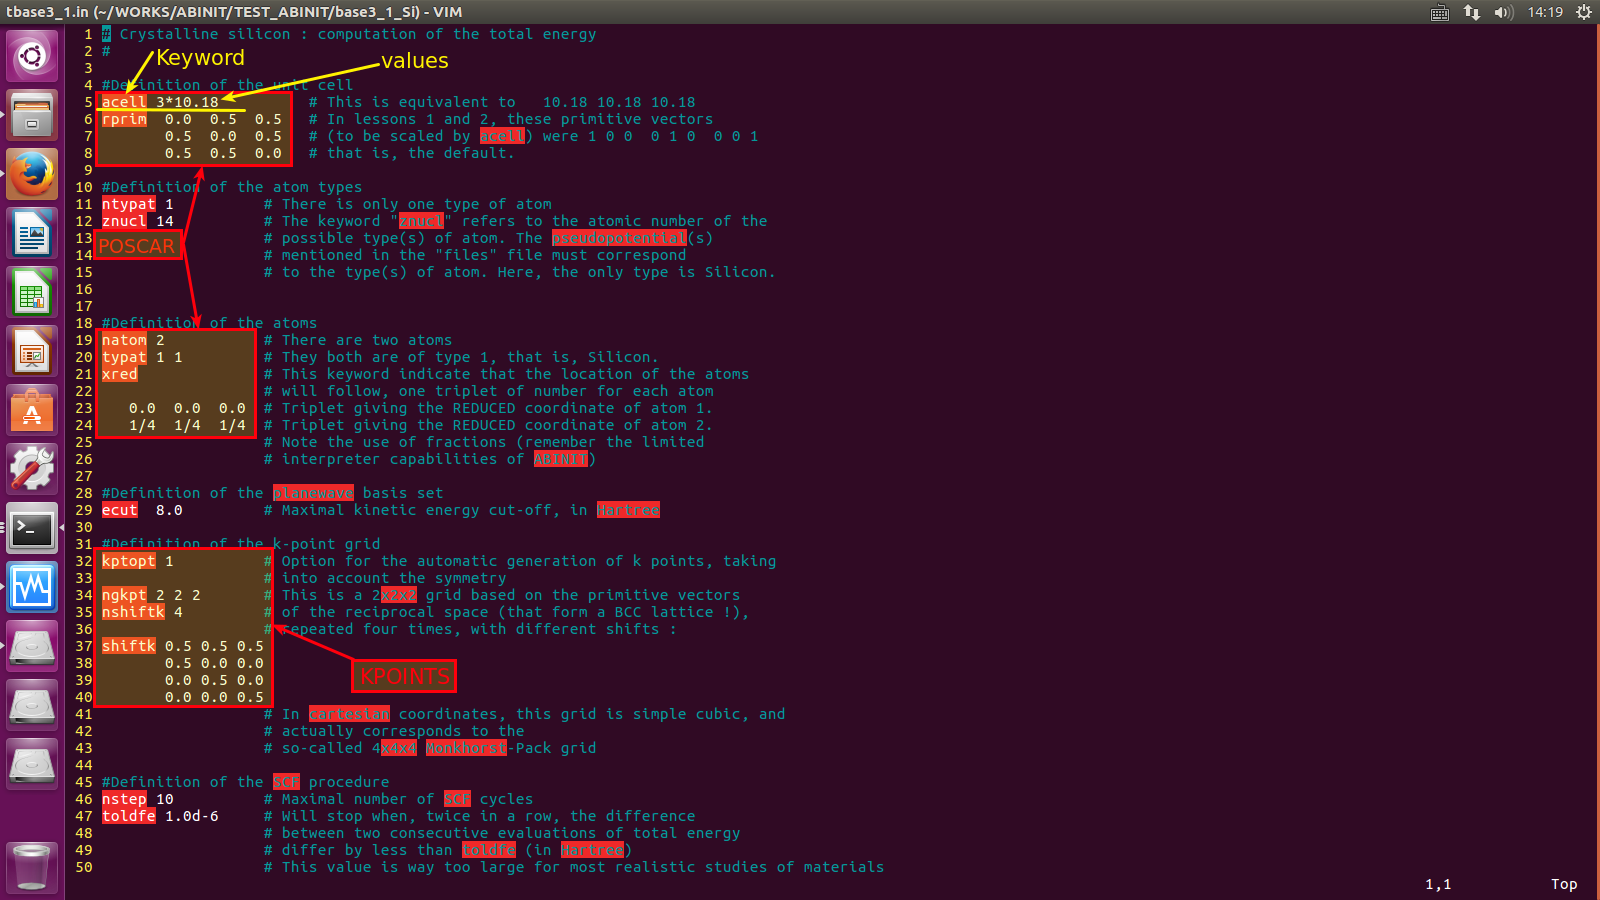 tbase3_1.in (~/WORKS/ABINIT/TEST_ABINIT/base3_1_Si) - VIM
14:19
1 # Crystalline silicon : computation of the total energy
2 #
Keyword
values
3
4 #Definition of the unit cell
5 acell 3*10.18 # This is equivalent to 10.18 10.18 10.18
6 rprim 0.0 0.5 0.5 # In lessons 1 and 2, these primitive vectors
7 0.5 0.0 0.5 # (to be scaled by acell) were 1 0 0 0 1 0 0 0 1
8 0.5 0.5 0.0 # that is, the default.
9
10 #Definition of the atom types
11 ntypat 1 # There is only one type of atom
12 znucl 14 # The keyword "znucl" refers to the atomic number of the
13 # possible type(s) of atom. The pseudopotential(s)
POSCAR
14 # mentioned in the "files" file must correspond
15 # to the type(s) of atom. Here, the only type is Silicon.
16
17
18 #Definition of the atoms
19 natom 2 # There are two atoms
20 typat 1 1 # They both are of type 1, that is, Silicon.
21 xred # This keyword indicate that the location of the atoms
22 # will follow, one triplet of number for each atom
23 0.0 0.0 0.0 # Triplet giving the REDUCED coordinate of atom 1.
24 1/4 1/4 1/4 # Triplet giving the REDUCED coordinate of atom 2.
25 # Note the use of fractions (remember the limited
26 # interpreter capabilities of ABINIT)
27
28 #Definition of the planewave basis set
29 ecut 8.0 # Maximal kinetic energy cut-off, in Hartree
30
31 #Definition of the k-point grid
32 kptopt 1 # Option for the automatic generation of k points, taking
33 # into account the symmetry
34 ngkpt 2 2 2 # This is a 2x2x2 grid based on the primitive vectors
35 nshiftk 4 # of the reciprocal space (that form a BCC lattice !),
36 # repeated four times, with different shifts :
37 shiftk 0.5 0.5 0.5
38 0.5 0.0 0.0
39 0.0 0.5 0.0
KPOINTS
40 0.0 0.0 0.5
41 # In cartesian coordinates, this grid is simple cubic, and
42 # actually corresponds to the
43 # so-called 4x4x4 Monkhorst-Pack grid
44
45 #Definition of the SCF procedure
46 nstep 10 # Maximal number of SCF cycles
47 toldfe 1.0d-6 # Will stop when, twice in a row, the difference
48 # between two consecutive evaluations of total energy
49 # differ by less than toldfe (in Hartree)
50 # This value is way too large for most realistic studies of materials
1,1 Top